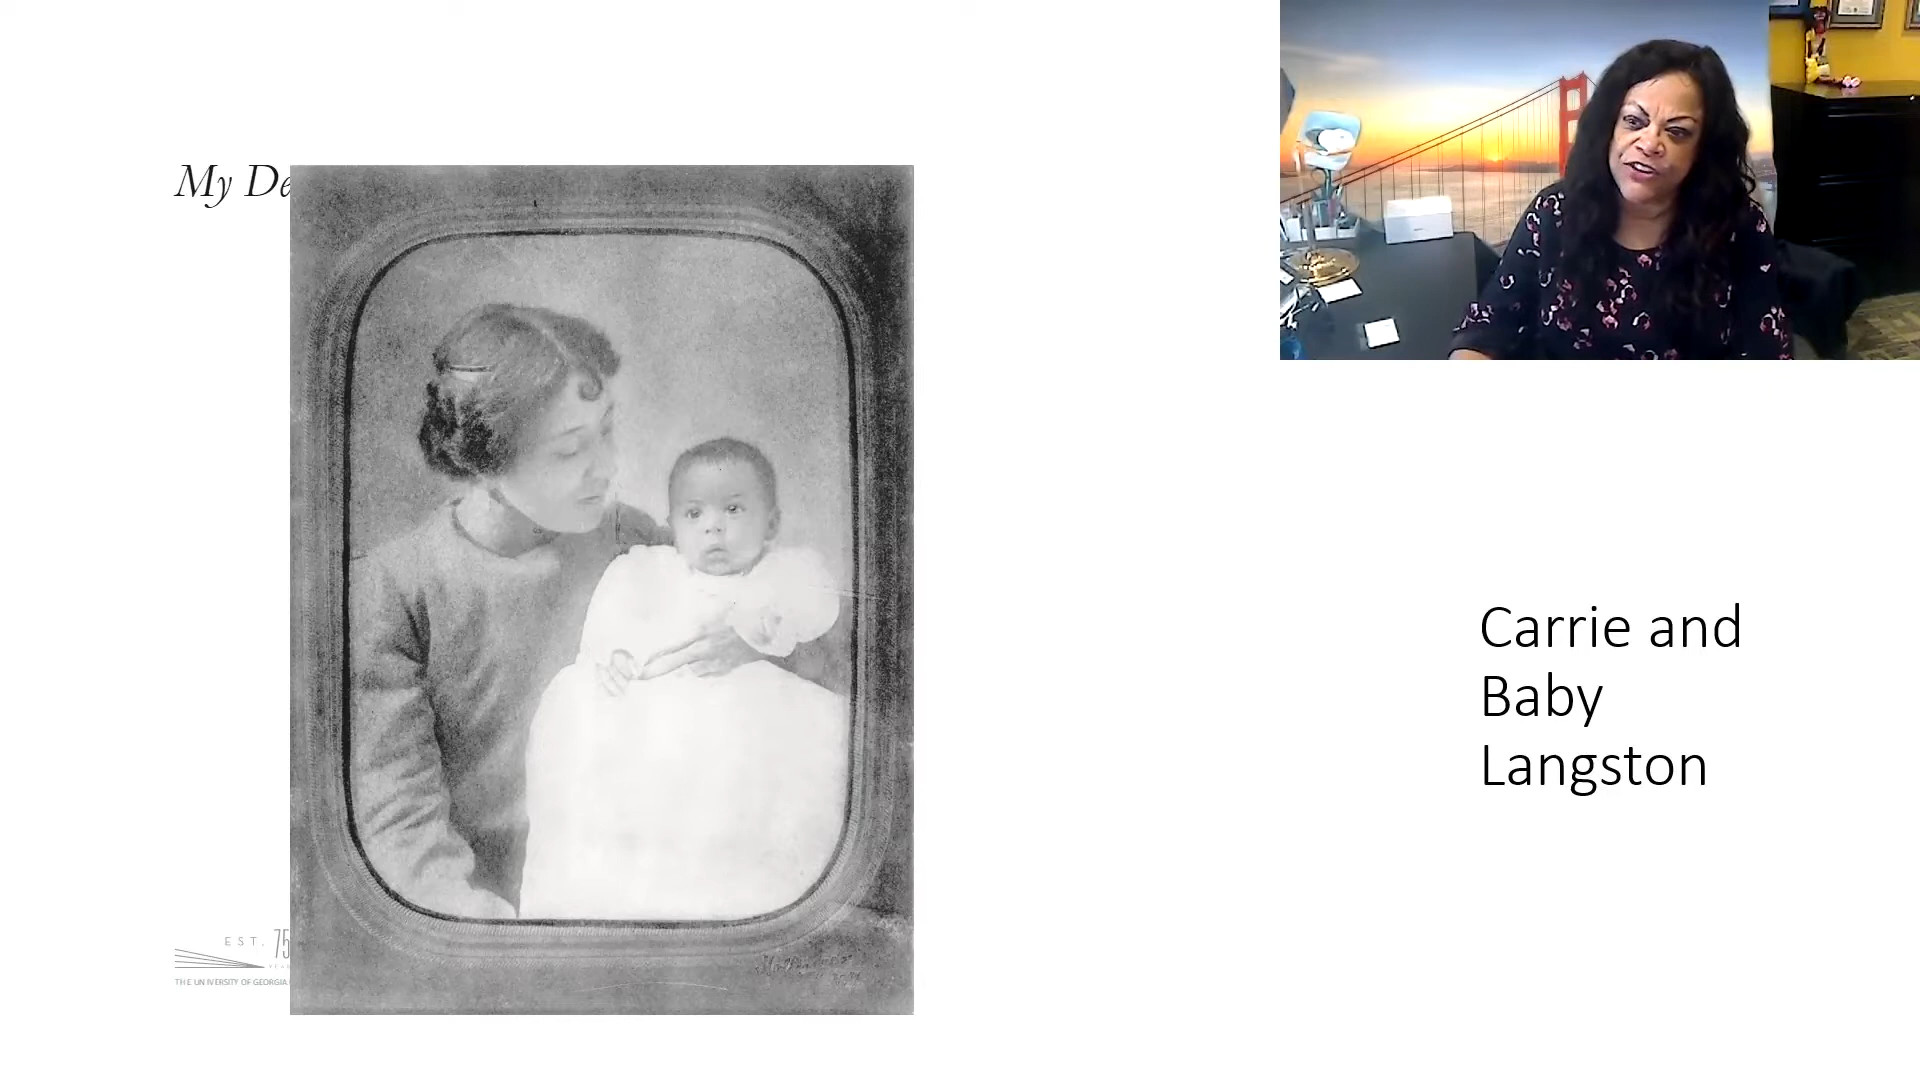 My De
Carrie and
Baby
Langston
EST. 75
THE UNIVERSITY OF GEORGIA